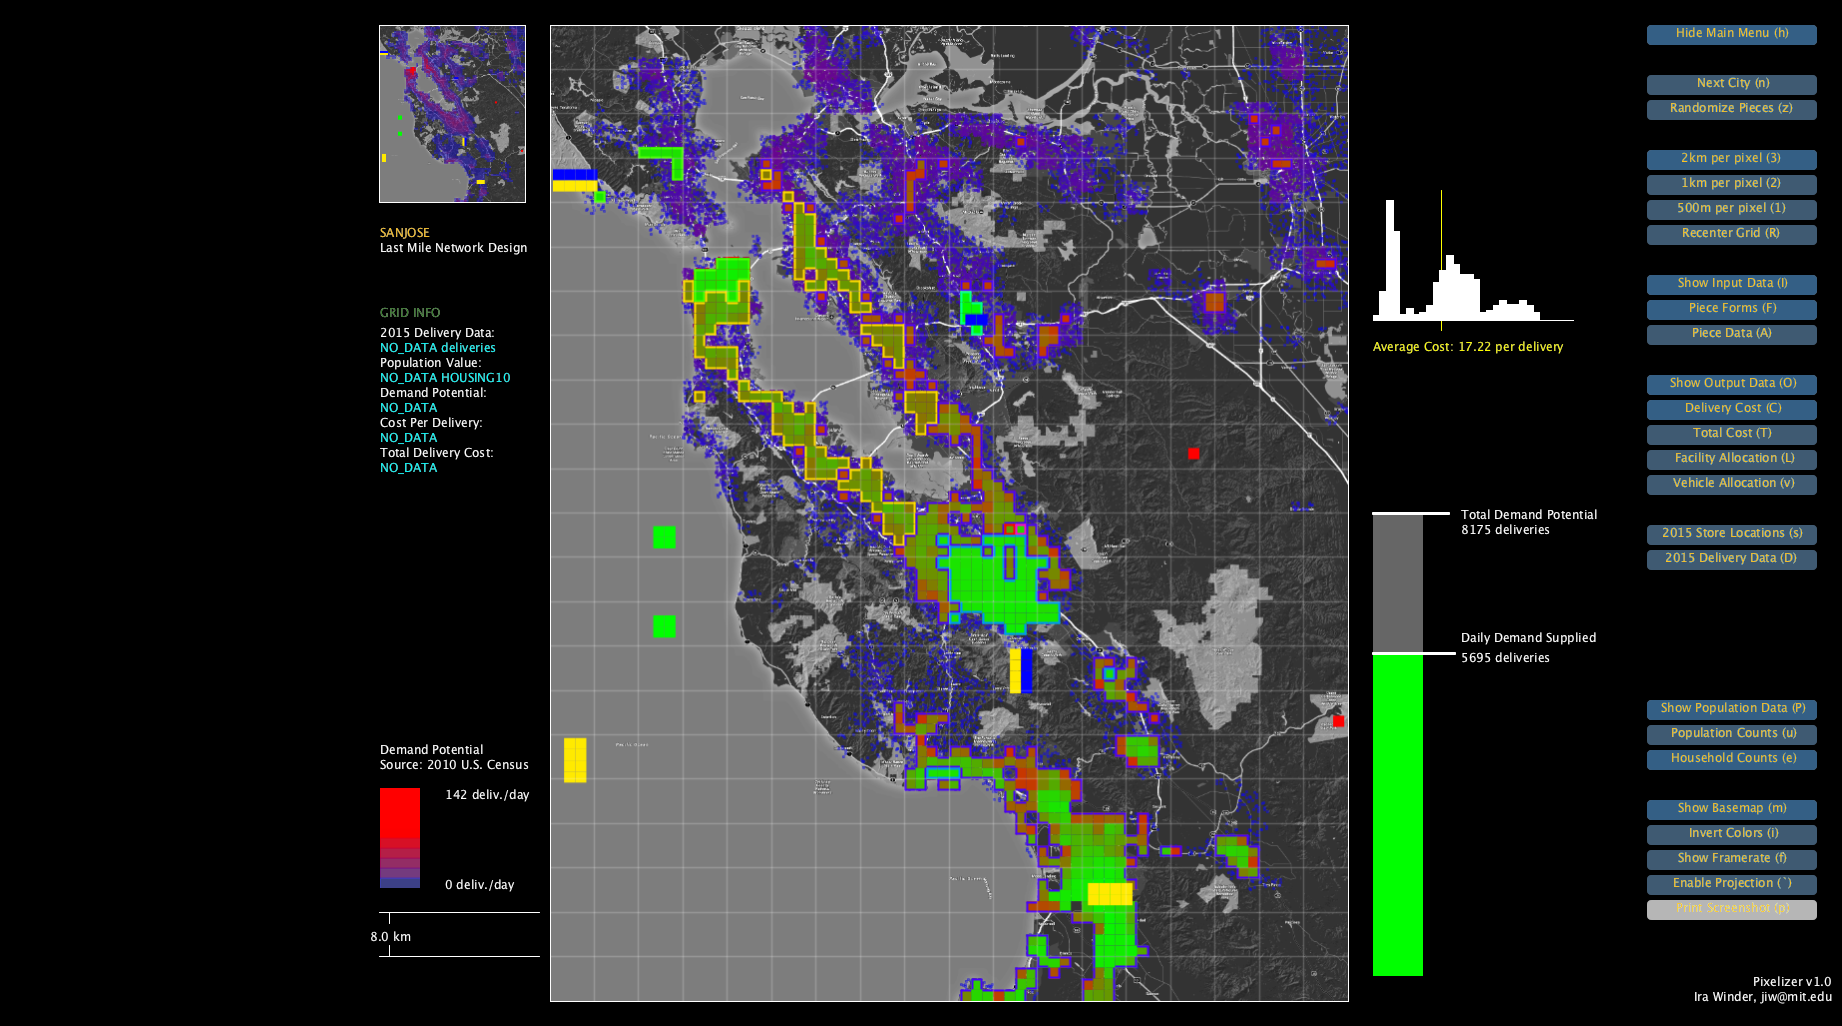 SANJOSE
Last Mile Network Design
GRID INFO
2015 Delivery Data:
NO_DATA deliveries
Population Value:
NO_DATA HOUSING10
Demand Potential:
NO_DATA
Cost Per Delivery:
NO_DATA
Total Delivery Cost:
NO_DATA
Demand Potential
Source: 2010 U.S. Census
142 deliv./day
0 deliv./day
8.0 km
Pacific Ocean
Average Cost: 17.22 per delivery
Total Demand Potential
8175 deliveries
Daily Demand Supplied
5695 deliveries
Hide Main Menu (h)
Next City (n)
Randomize Pieces (z)
2km per pixel (3)
1km per pixel (2)
500m per pixel (1)
Recenter Grid (R)
Show Input Data (I)
Piece Forms (F)
Piece Data (A)
Show Output Data (O)
Delivery Cost (C)
Total Cost (T)
Facility Allocation (L)
Vehicle Allocation (v)
2015 Store Locations (s)
2015 Delivery Data (D)
Show Population Data (P)
Population Counts (u)
Household Counts (e)
Show Basemap (m)
Invert Colors (i)
Show Framerate (f)
Enable Projection (`)
Print Screenshot (p)
Pixelizer v1.0
Ira Winder, jiw@mit.edu